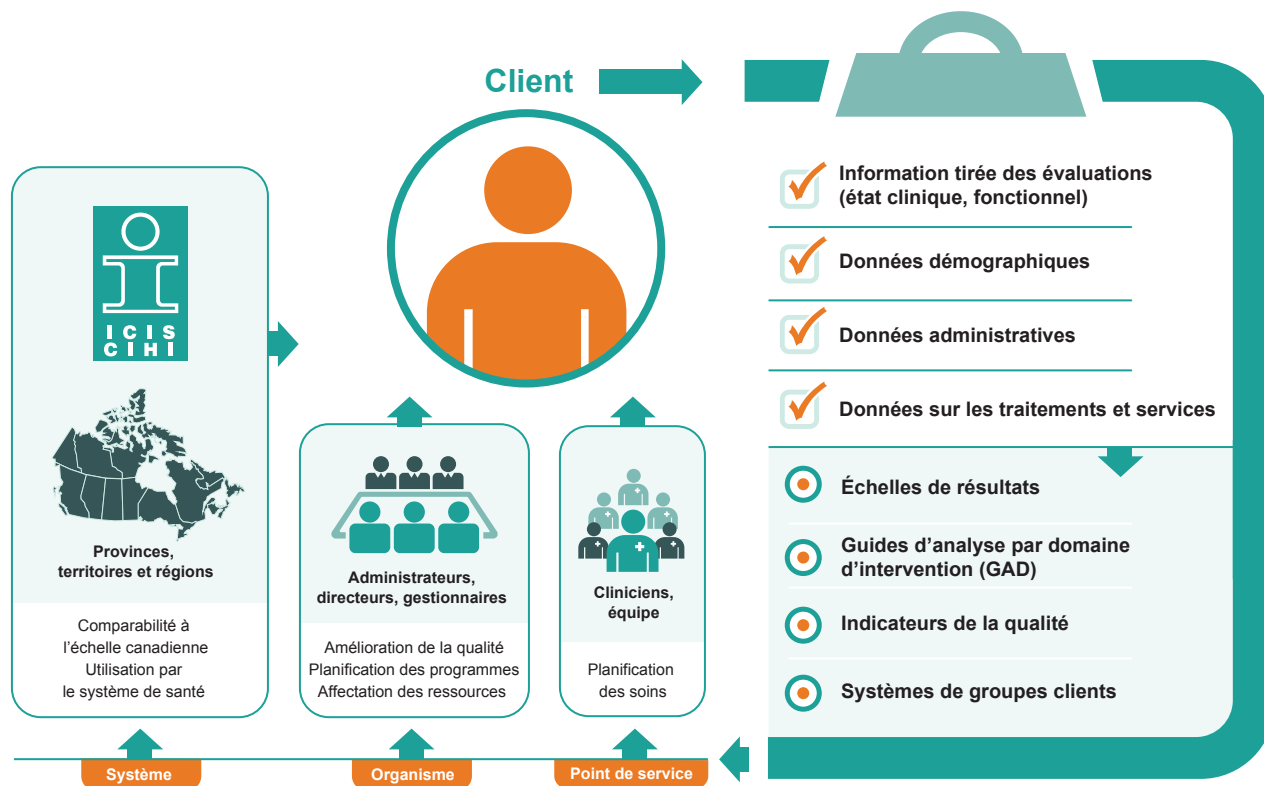 Client
Information tirée des évaluations
(état clinique, fonctionnel)
Données démographiques
Données administratives
Données sur les traitements et services
Échelles de résultats
Guides d'analyse par domaine
d'intervention (GAD)
Indicateurs de la qualité
Systèmes de groupes clients
ICIS
CIHI
Provinces,
territoires et régions
Comparabilité à
l'échelle canadienne
Utilisation par
le système de santé
Système
Administrateurs,
directeurs, gestionnaires
Amélioration de la qualité
Planification des programmes
Affectation des ressources
Organisme
Cliniciens,
équipe
Planification
des soins
Point de service